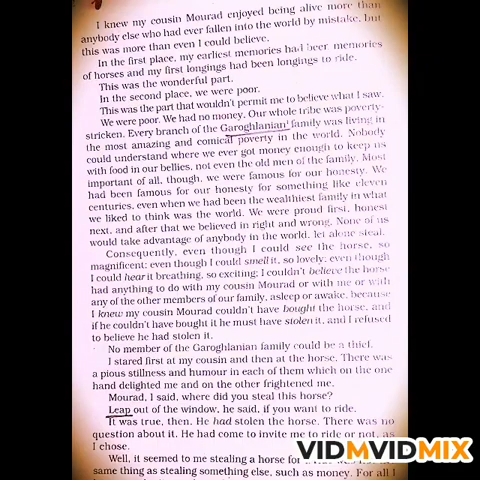 I knew my cousin Mourad enjoyed being alive more than
anybody else who had ever fallen into the world by mistake, but
this was more than even I could believe.
In the first place, my earliest memories had been memories
of horses and my first longings had been longings to ride.
This was the wonderful part.
In the second place, we were poor.
This was the part that wouldn't permit me to believe what I saw.
We were poor. We had no money. Our whole tribe was poverty-
stricken. Every branch of the Garoghlanian¹ family was living in
the most amazing and comical poverty in the world. Nobody
could understand where we ever got money enough to keep us
with food in our bellies, not even the old men of the family. Most
important of all, though, we were famous for our honesty. We
had been famous for our honesty for something like eleven
centuries, even when we had been the wealthiest family in what
we liked to think was the world. We were proud first, honest
next, and after that we believed in right and wrong. None of us
would take advantage of anybody in the world, let alone steal.
Consequently, even though I could see the horse, so
magnificent; even though I could smell it, so lovely; even though
I could hear it breathing, so exciting; I couldn't believe the horse
had anything to do with my cousin Mourad or with me or with
any of the other members of our family, asleep or awake, because
I knew my cousin Mourad couldn't have bought the horse, and
if he couldn't have bought it he must have stolen it, and I refused
to believe he had stolen it.
No member of the Garoghlanian family could be a thief.
I stared first at my cousin and then at the horse. There was
a pious stillness and humour in each of them which on the one
hand delighted me and on the other frightened me.
Mourad, I said, where did you steal this horse?
Leap out of the window, he said, if you want to ride.
It was true, then. He had stolen the horse. There was no
question about it. He had come to invite me to ride or not, as
I chose.
Well, it seemed to me stealing a horse for a
same thing as stealing something else, such as money. For all I
VIDMVIDMIX